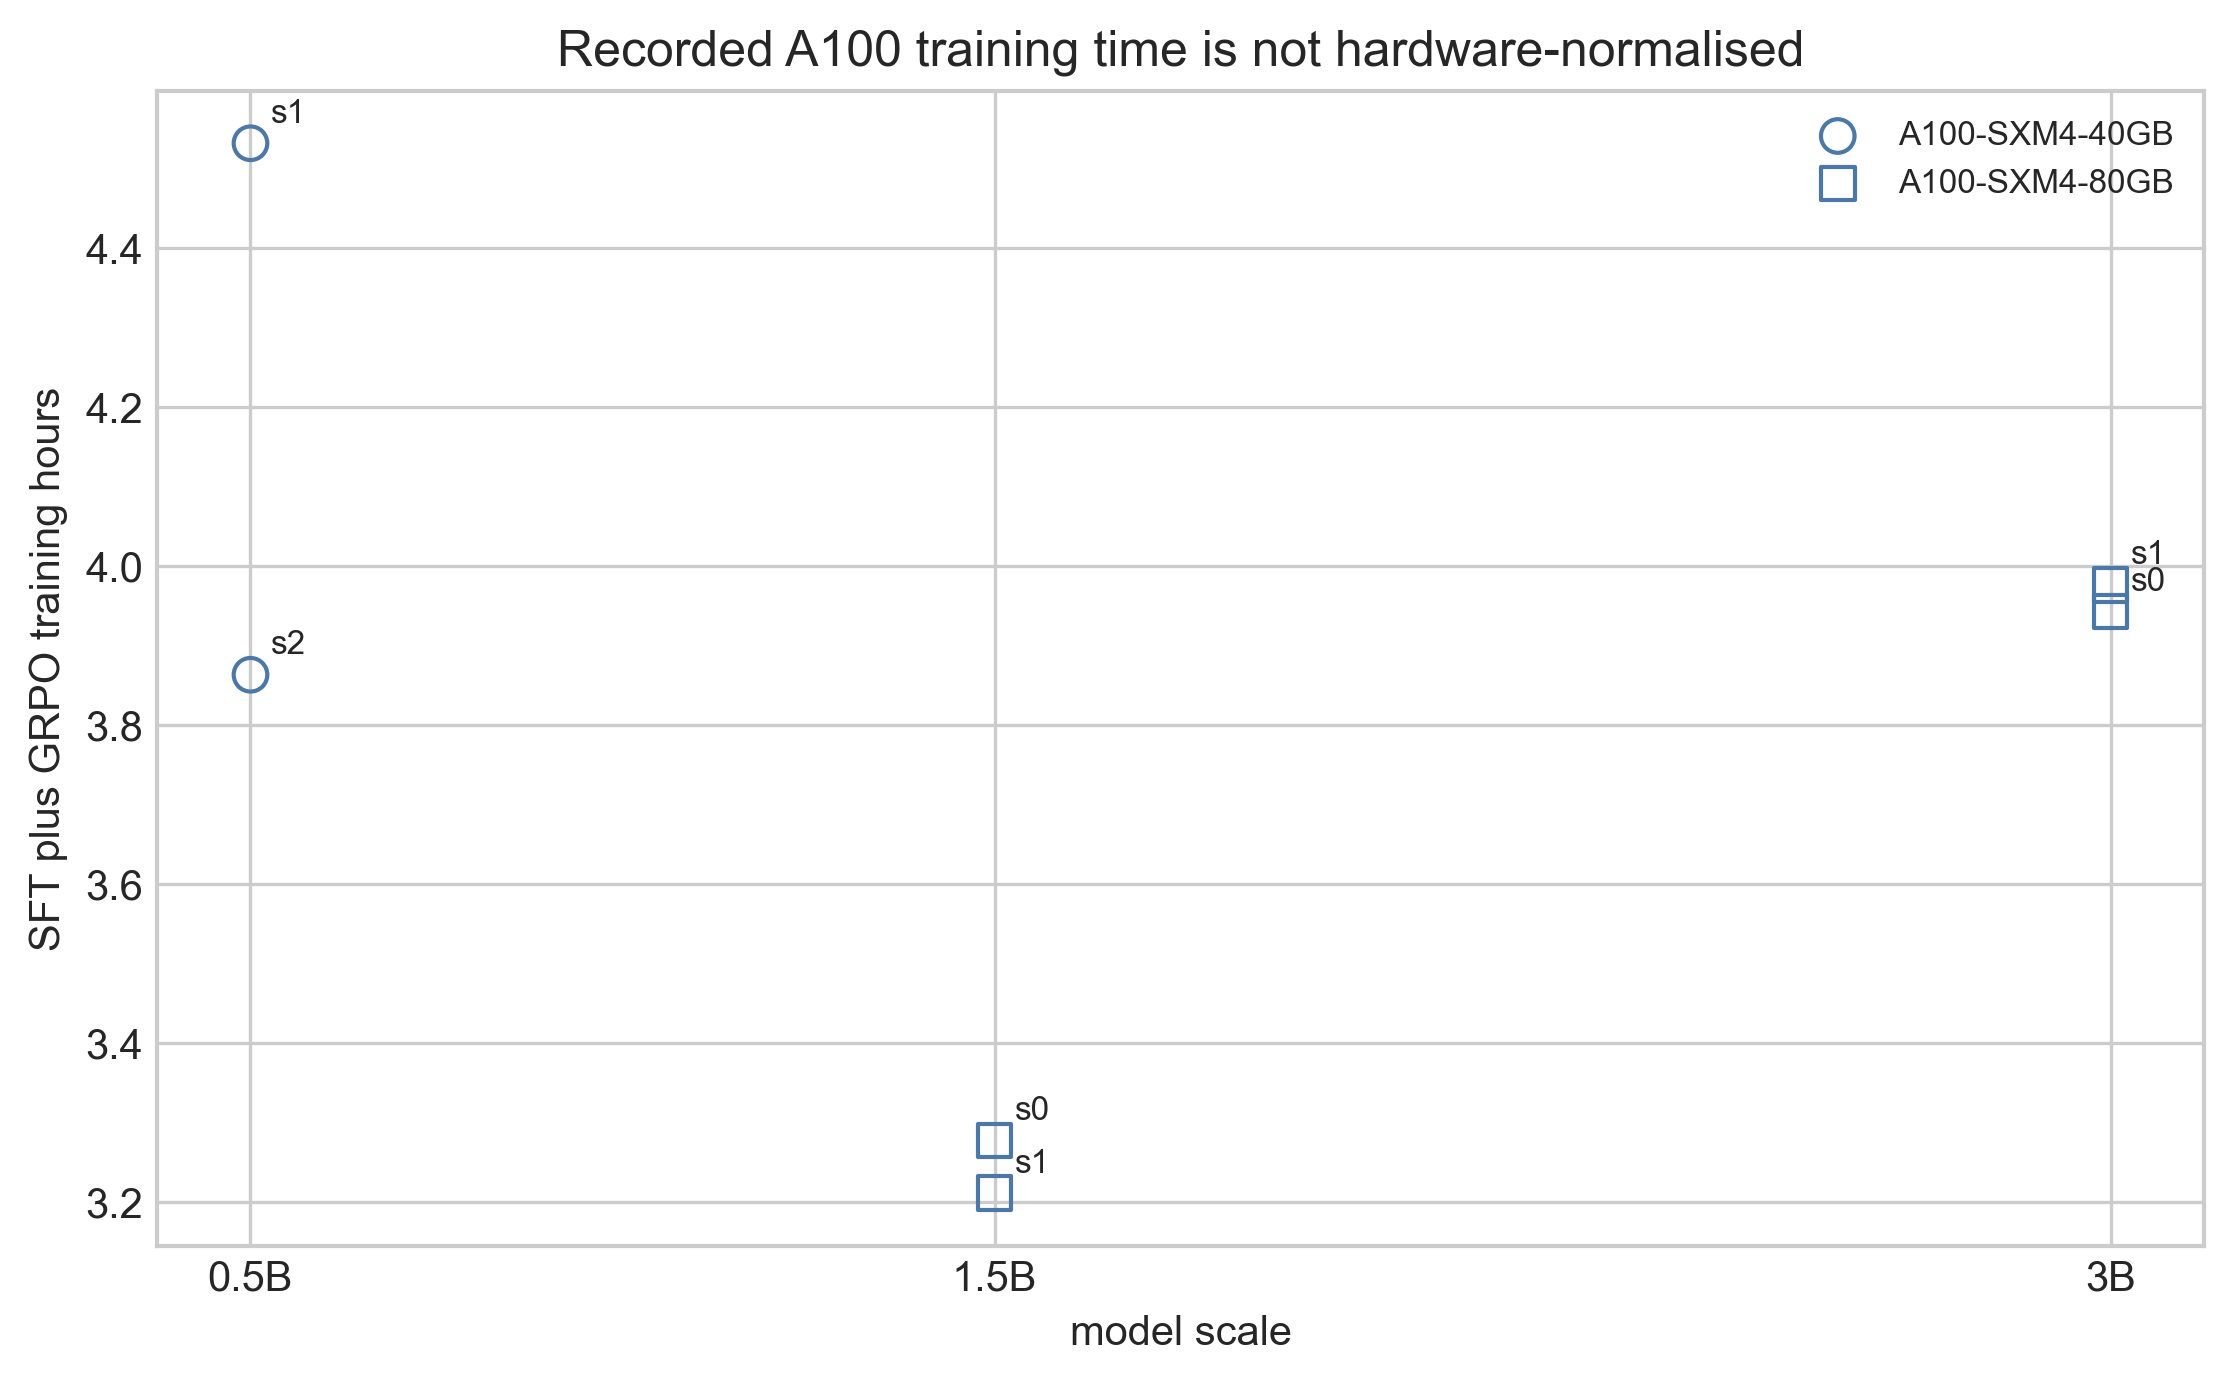 Recorded A100 training time is not hardware-normalised
s1
A100-SXM4-40GB
A100-SXM4-80GB
4.4
4.2
4.0
3.8
3.6
3.4
3.2
SFT plus GRPO training hours
s2
s1
s0
s0
s1
0.5B
1.5B
3B
model scale